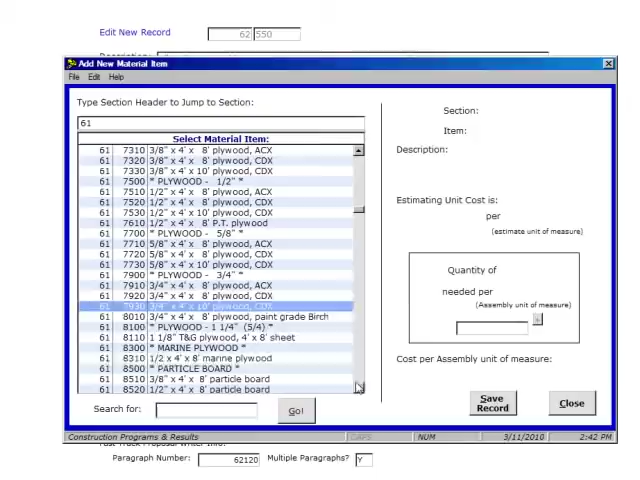 Edit New Record 62 550
Add New Material Item
File Edit Help
Type Section Header to Jump to Section:
61
Select Material Item:
61 7310 3/8" x 4' x 8' plywood, ACX
61 7320 3/8" x 4' x 8' plywood, CDX
61 7330 3/8" x 4' x 10' plywood, CDX
61 7500 * PLYWOOD - 1/2" *
61 7510 1/2" x 4' x 8' plywood, ACX
61 7520 1/2" x 4' x 8' plywood, CDX
61 7530 1/2" x 4' x 10' plywood, CDX
61 7610 1/2" x 4' x 8' P.T. plywood
61 7700 * PLYWOOD - 5/8" *
61 7710 5/8" x 4' x 8' plywood, ACX
61 7720 5/8" x 4' x 8' plywood, CDX
61 7730 5/8" x 4' x 10' plywood, CDX
61 7900 * PLYWOOD - 3/4" *
61 7910 3/4" x 4' x 8' plywood, ACX
61 7920 3/4" x 4' x 8' plywood, CDX
61 7930 3/4" x 4' x 10' plywood, CDX
61 8010 3/4" x 4' x 8' plywood, paint grade Birch
61 8100 * PLYWOOD - 1 1/4" (5/4) *
61 8110 1 1/8" T&G plywood, 4' x 8' sheet
61 8300 * MARINE PLYWOOD *
61 8310 1/2 x 4' x 8' marine plywood
61 8500 * PARTICLE BOARD *
61 8510 3/8" x 4' x 8' particle board
61 8520 1/2" x 4' x 8' particle board
Search for: Go!
Section:
Item:
Description:
Estimating Unit Cost is:
per
(estimate unit of measure)
Quantity of
needed per
(Assembly unit of measure)
Cost per Assembly unit of measure:
Save Record
Close
Construction Programs & Results CAPS NUM 3/11/2010 2:42 PM
Paragraph Number: 62120 Multiple Paragraphs? Y